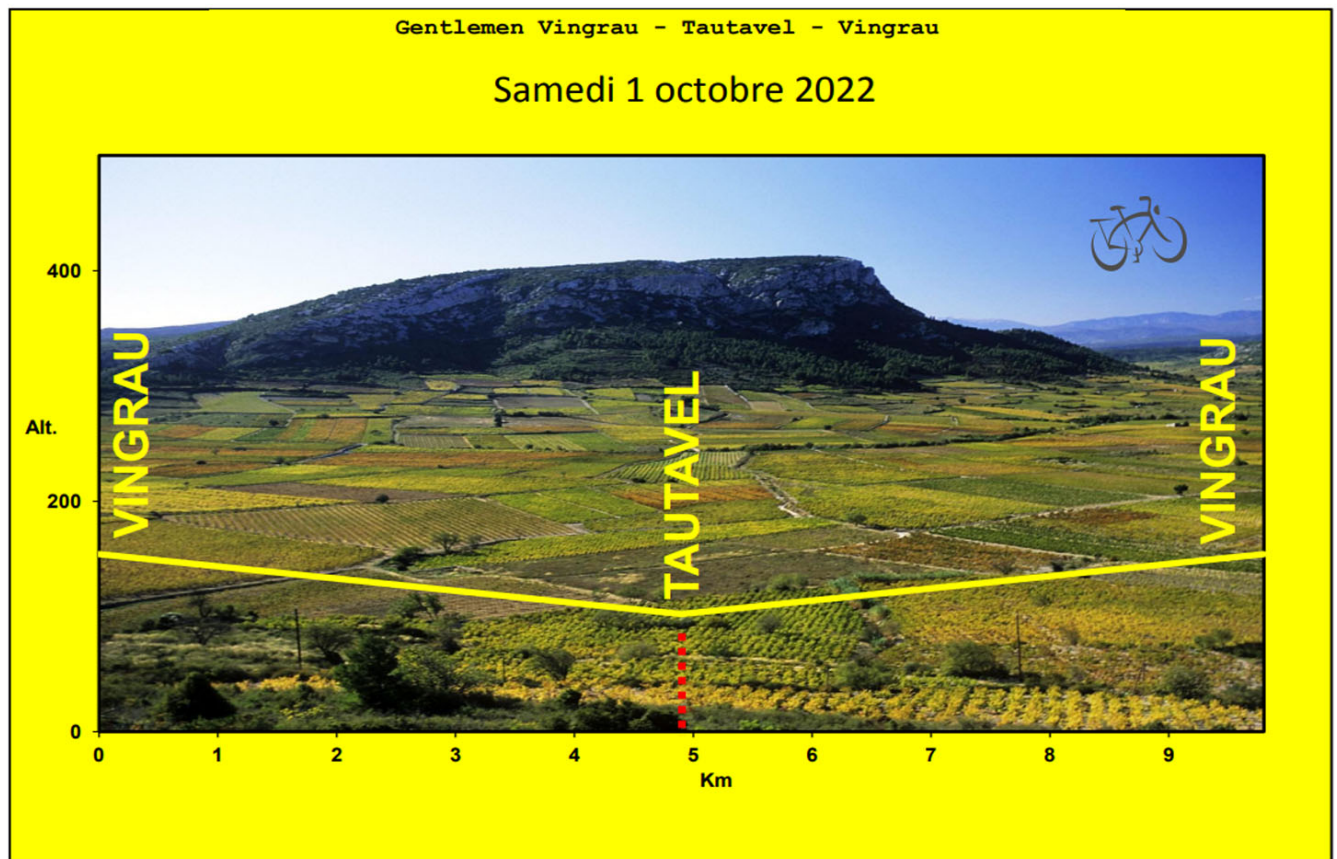 Gentlemen Vingrau - Tautavel - Vingrau
Samedi 1 octobre 2022
400
Alt.
200
0
VINGRAU
TAUTAVEL
VINGRAU
0 1 2 3 4 5 6 7 8 9
Km